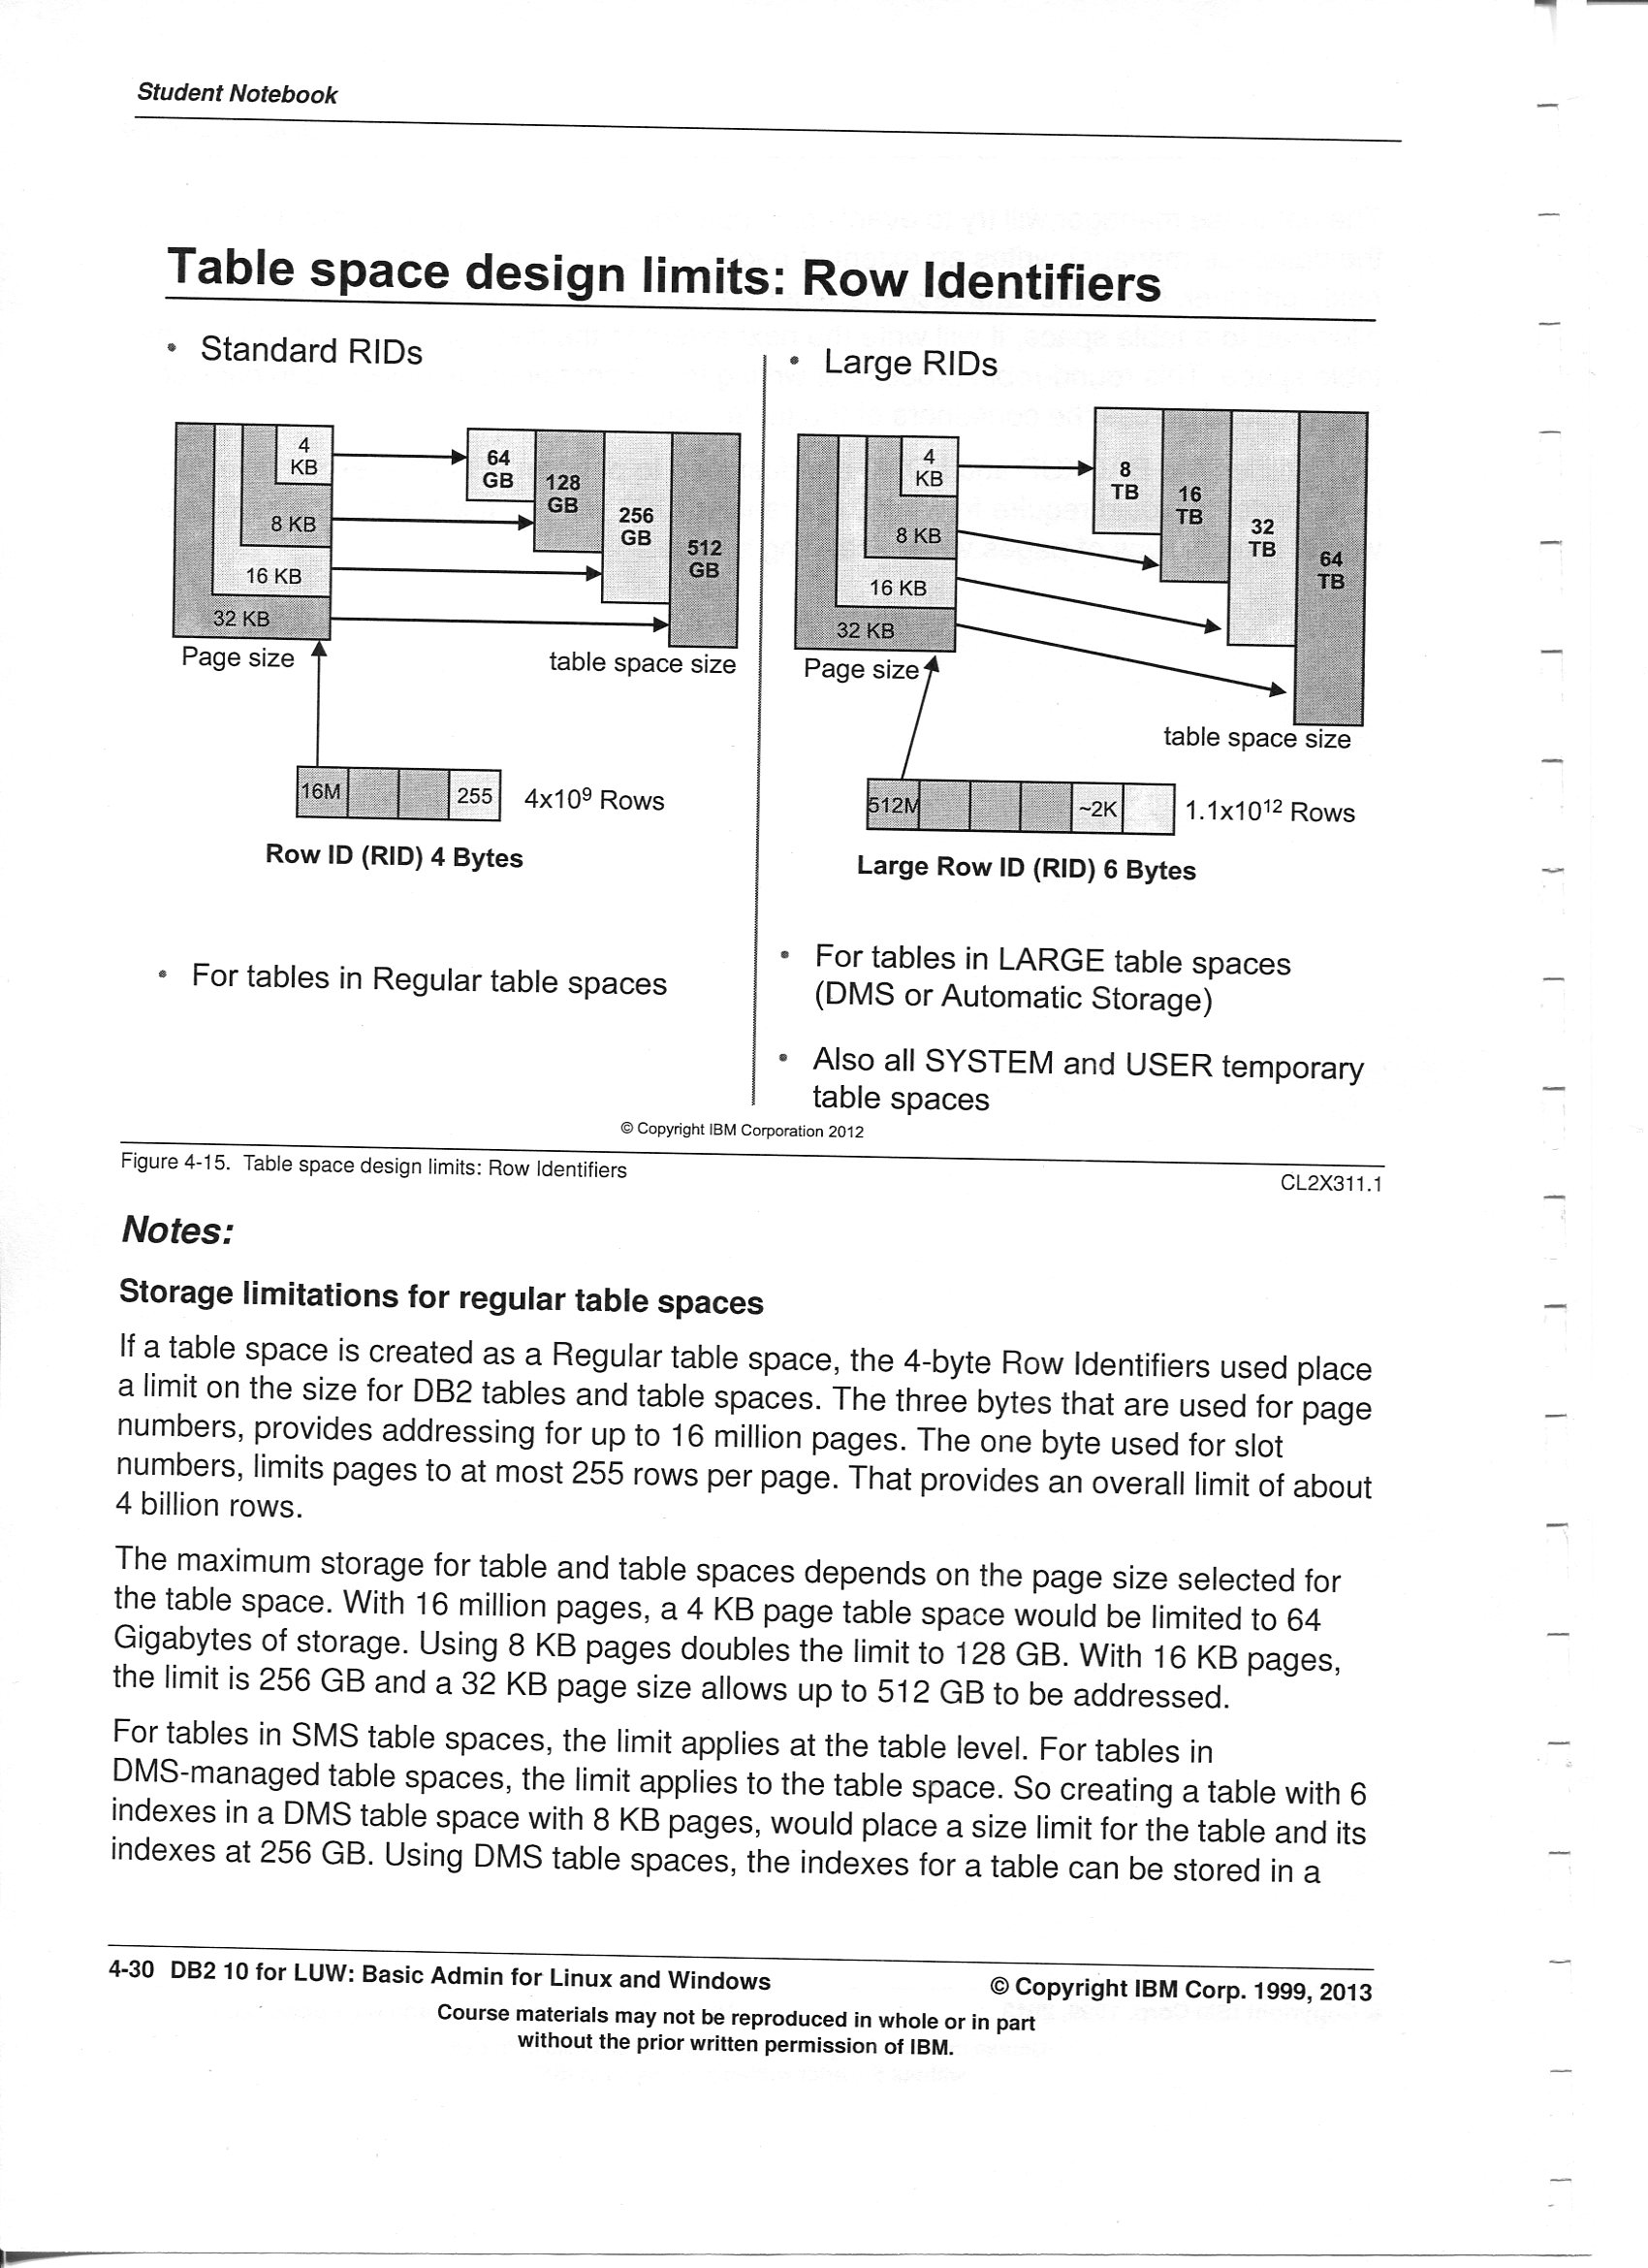 Student Notebook
Table space design limits: Row Identifiers
• Standard RIDs
4
KB
8 KB
16 KB
32 KB
Page size
64
GB
128
GB
256
GB
512
GB
table space size
16M
255
4x10⁹ Rows
Row ID (RID) 4 Bytes
• For tables in Regular table spaces
• Large RIDs
4
KB
8 KB
16 KB
32 KB
Page size
8
TB
16
TB
32
TB
64
TB
table space size
512M
~2K
1.1x10¹² Rows
Large Row ID (RID) 6 Bytes
• For tables in LARGE table spaces
(DMS or Automatic Storage)
• Also all SYSTEM and USER temporary
table spaces
© Copyright IBM Corporation 2012
Figure 4-15. Table space design limits: Row Identifiers
CL2X311.1
Notes:
Storage limitations for regular table spaces
If a table space is created as a Regular table space, the 4-byte Row Identifiers used place
a limit on the size for DB2 tables and table spaces. The three bytes that are used for page
numbers, provides addressing for up to 16 million pages. The one byte used for slot
numbers, limits pages to at most 255 rows per page. That provides an overall limit of about
4 billion rows.
The maximum storage for table and table spaces depends on the page size selected for
the table space. With 16 million pages, a 4 KB page table space would be limited to 64
Gigabytes of storage. Using 8 KB pages doubles the limit to 128 GB. With 16 KB pages,
the limit is 256 GB and a 32 KB page size allows up to 512 GB to be addressed.
For tables in SMS table spaces, the limit applies at the table level. For tables in
DMS-managed table spaces, the limit applies to the table space. So creating a table with 6
indexes in a DMS table space with 8 KB pages, would place a size limit for the table and its
indexes at 256 GB. Using DMS table spaces, the indexes for a table can be stored in a
4-30 DB2 10 for LUW: Basic Admin for Linux and Windows
© Copyright IBM Corp. 1999, 2013
Course materials may not be reproduced in whole or in part
without the prior written permission of IBM.